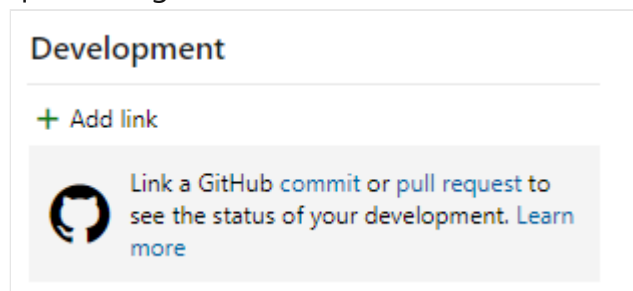 Development
+ Add link
Link a GitHub commit or pull request to
see the status of your development. Learn
more